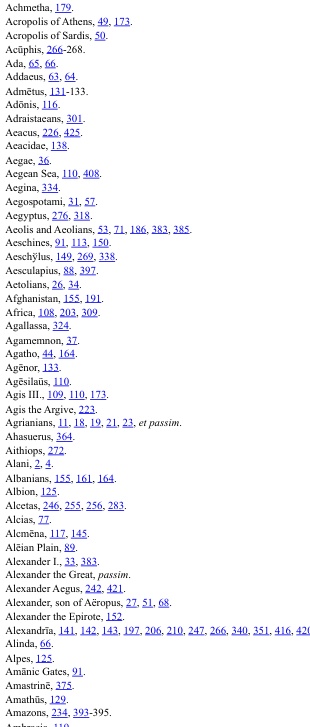 Achmetha, 179.
Acropolis of Athens, 49, 173.
Acropolis of Sardis, 50.
Acūphis, 266-268.
Ada, 65, 66.
Addaeus, 63, 64.
Admētus, 131-133.
Adōnis, 116.
Adraistaeans, 301.
Aeacus, 226, 425.
Aeacidae, 138.
Aegae, 36.
Aegean Sea, 110, 408.
Aegina, 334.
Aegospotami, 31, 57.
Aegyptus, 276, 318.
Aeolis and Aeolians, 53, 71, 186, 383, 385.
Aeschines, 91, 113, 150.
Aeschӯlus, 149, 269, 338.
Aesculapius, 88, 397.
Aetolians, 26, 34.
Afghanistan, 155, 191.
Africa, 108, 203, 309.
Agallassa, 324.
Agamemnon, 37.
Agatho, 44, 164.
Agēnor, 133.
Agēsilaüs, 110.
Agis III., 109, 110, 173.
Agis the Argive, 223.
Agrianians, 11, 18, 19, 21, 23, et passim.
Ahasuerus, 364.
Aithiops, 272.
Alani, 2, 4.
Albanians, 155, 161, 164.
Albion, 125.
Alcetas, 246, 255, 256, 283.
Alcias, 77.
Alcmēna, 117, 145.
Alēian Plain, 89.
Alexander I., 33, 383.
Alexander the Great, passim.
Alexander Aegus, 242, 421.
Alexander, son of Aëropus, 27, 51, 68.
Alexander the Epirote, 152.
Alexandrīa, 141, 142, 143, 197, 206, 210, 247, 266, 340, 351, 416,
Alinda, 66.
Alpes, 125.
Amānic Gates, 91.
Amastrinē, 375.
Amathūs, 129.
Amazons, 234, 393-395.